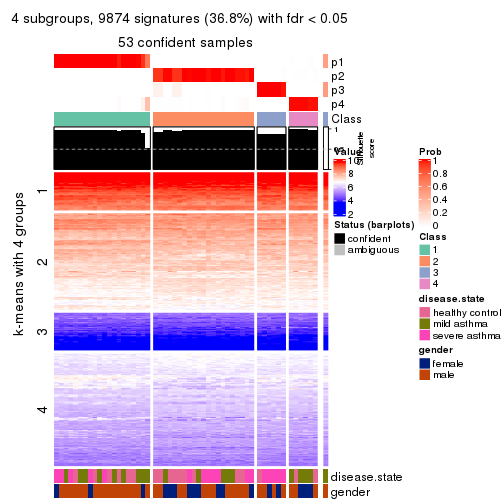 4 subgroups, 9874 signatures (36.8%) with fdr < 0.05
53 confident samples
p1
p2
p3
p4
Class
1
Silhouette
score
k-means with 4 groups
1
2
3
4
Value
10
8
6
4
2
Status (barplots)
confident
ambiguous
Prob
1
0.8
0.6
0.4
0.2
0
Class
1
2
3
4
disease.state
healthy control
mild asthma
severe asthma
gender
female
male
disease.state
gender